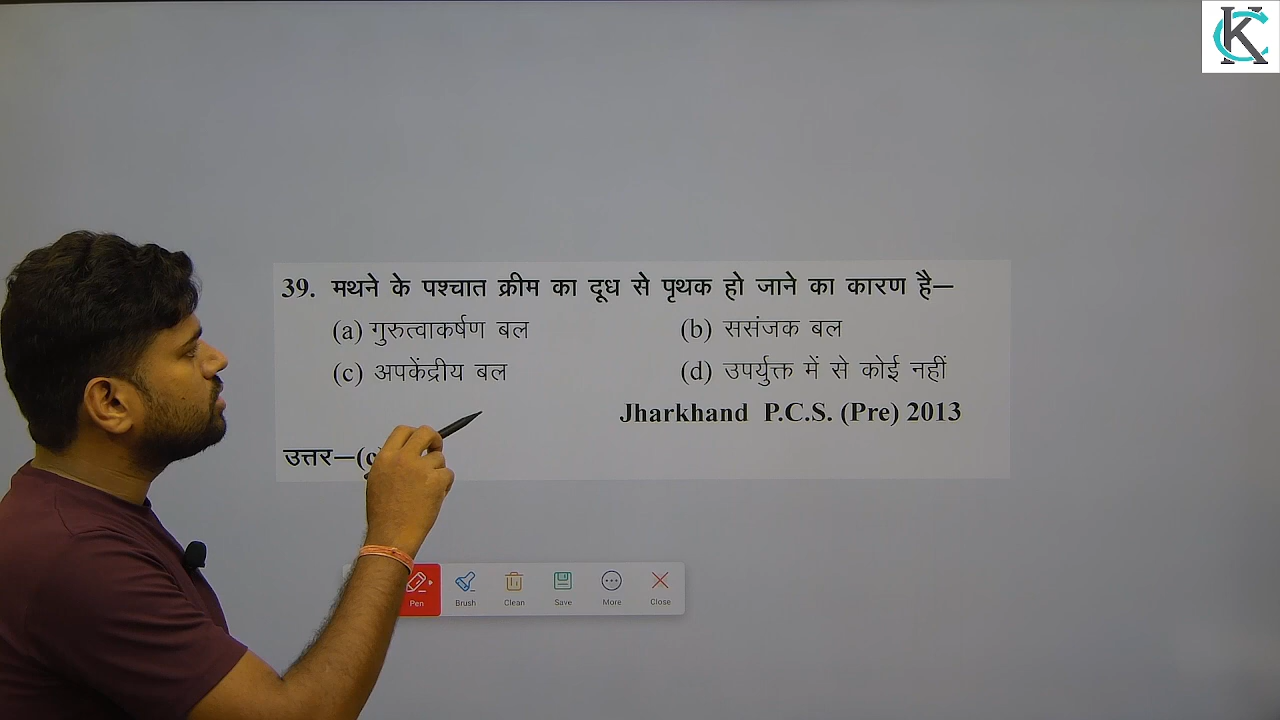 39. मथने के पश्चात क्रीम का दूध से पृथक हो जाने का कारण है–
(a) गुरुत्वाकर्षण बल (b) ससंजक बल
(c) अपकेंद्रीय बल (d) उपर्युक्त में से कोई नहीं
Jharkhand P.C.S. (Pre) 2013
उत्तर–(c
Pen Brush Clean Save More Close
KC